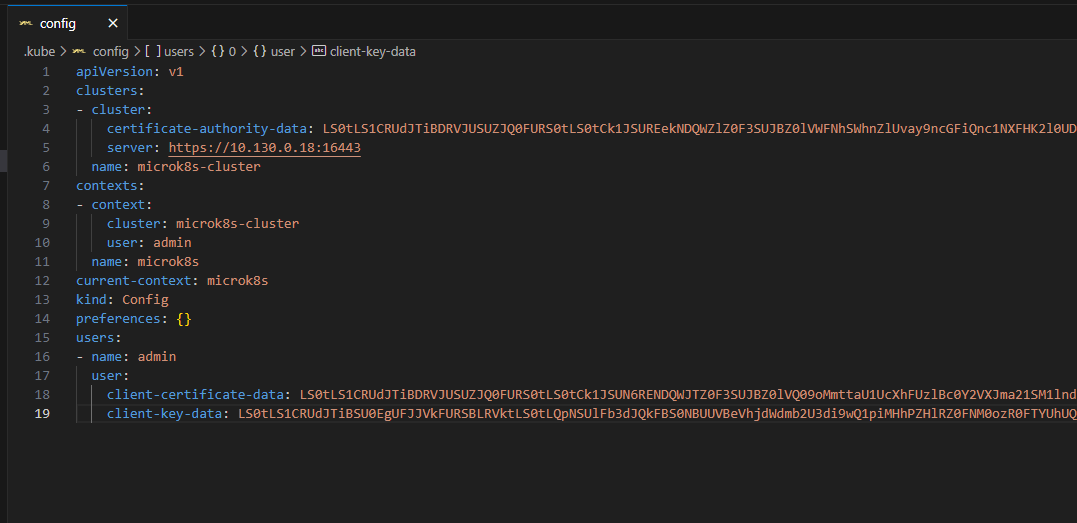 config
.kube > config > [ ] users > {} 0 > {} user > client-key-data
1 apiVersion: v1
2 clusters:
3 - cluster:
4 certificate-authority-data: LS0tLS1CRUdJTiBDRVJUSUZJQ0FURS0tLS0tCk1JSUREekNDQWZlZ0F3SUJBZ0lVWFNhSWhnZlUvay9ncGFiQnc1NXFHK2l0UD
5 server: https://10.130.0.18:16443
6 name: microk8s-cluster
7 contexts:
8 - context:
9 cluster: microk8s-cluster
10 user: admin
11 name: microk8s
12 current-context: microk8s
13 kind: Config
14 preferences: {}
15 users:
16 - name: admin
17 user:
18 client-certificate-data: LS0tLS1CRUdJTiBDRVJUSUZJQ0FURS0tLS0tCk1JSUN6RENDQWJTZ0F3SUJBZ0lVQ09oMmttaU1UcXhFUzlBc0Y2VXJma21SM1lnd
19 client-key-data: LS0tLS1CRUdJTiBSU0EgUFJJVkFURSBLRVktLS0tLQpNSUlFb3dJQkFBS0NBUUVBeVhjdWdmb2U3di9wQ1piMHhPZHlRZ0FNM0ozR0FTYUhUQ